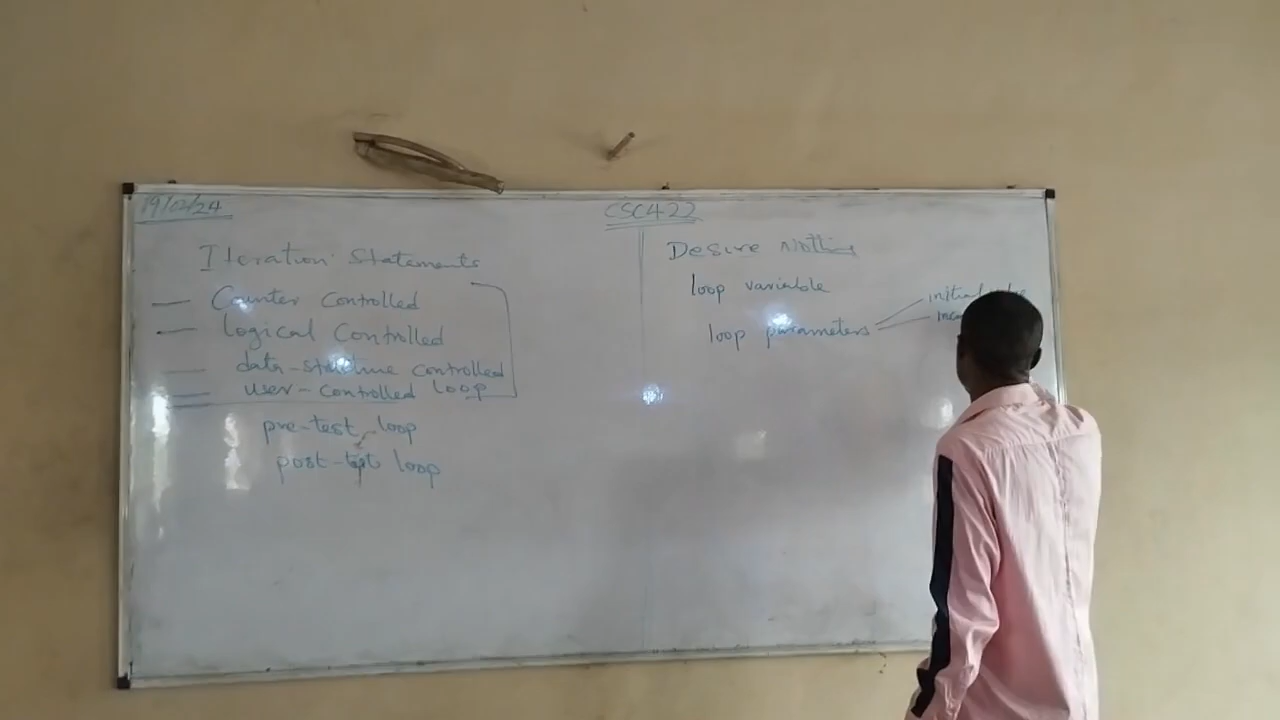 19/02/24
CSC422
Iteration Statements
Counter Controlled
Logical Controlled
data-structure controlled
user-controlled loop
pre-test loop
post-test loop
Desire Nothing
loop variable
loop parameters
initial